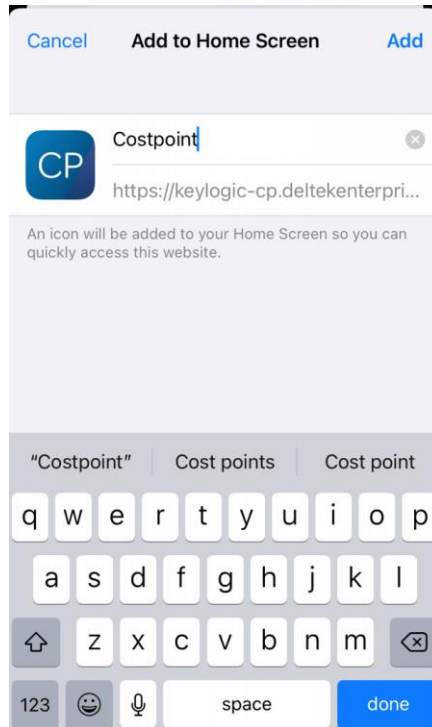 Cancel Add to Home Screen Add
CP
Costpoint
https://keylogic-cp.deltekenterpri...
An icon will be added to your Home Screen so you can
quickly access this website.
"Costpoint" Cost points Cost point
q w e r t y u i o p
a s d f g h j k l
z x c v b n m
123 space done